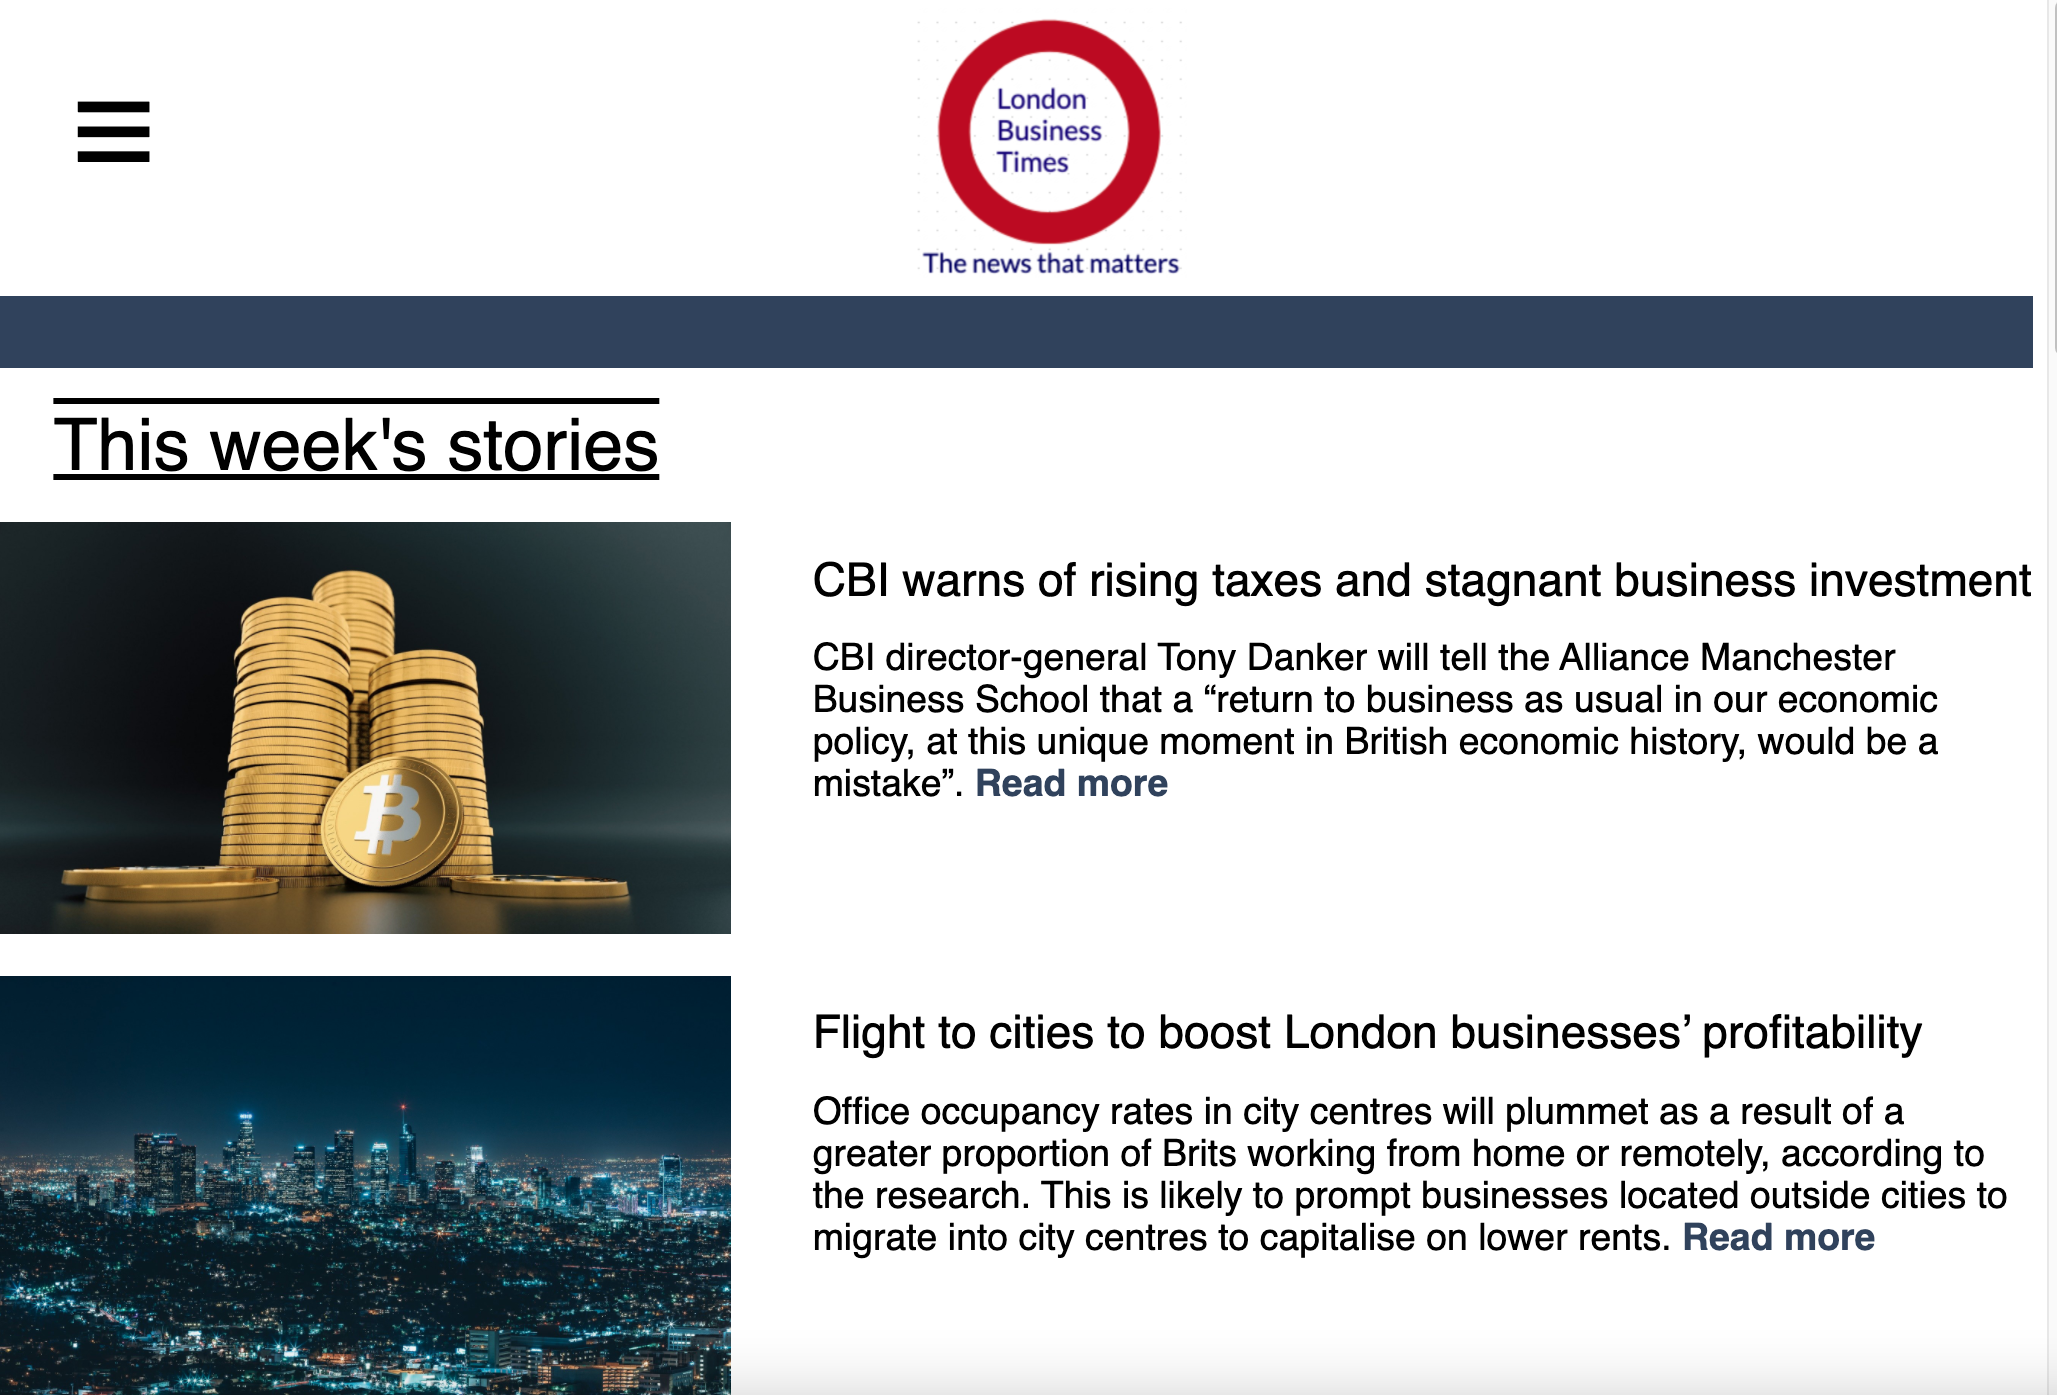 London
Business
Times
The news that matters
This week's stories
CBI warns of rising taxes and stagnant business investment
CBI director-general Tony Danker will tell the Alliance Manchester
Business School that a “return to business as usual in our economic
policy, at this unique moment in British economic history, would be a
mistake”. Read more
Flight to cities to boost London businesses’ profitability
Office occupancy rates in city centres will plummet as a result of a
greater proportion of Brits working from home or remotely, according to
the research. This is likely to prompt businesses located outside cities to
migrate into city centres to capitalise on lower rents. Read more